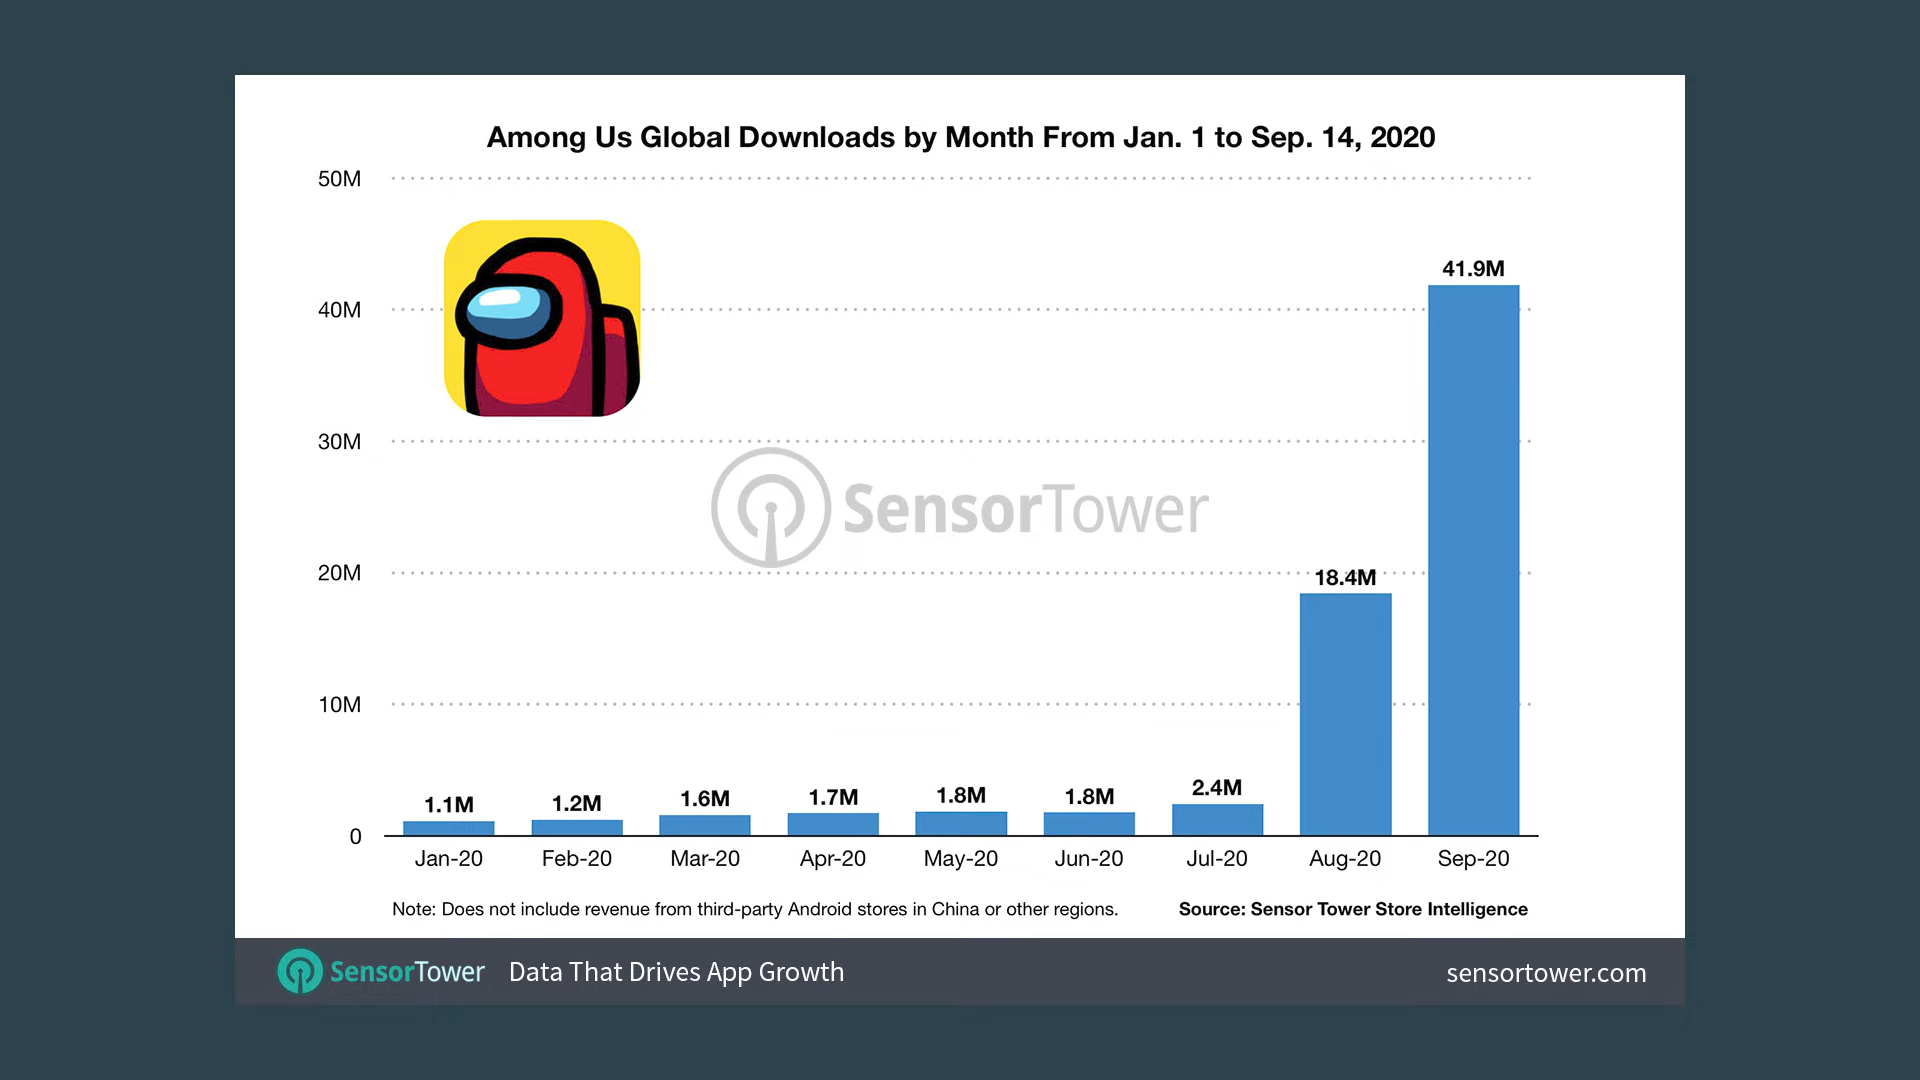 Among Us Global Downloads by Month From Jan. 1 to Sep. 14, 2020
50M
40M
30M
20M
10M
0
41.9M
18.4M
1.1M
1.2M
1.6M
1.7M
1.8M
1.8M
2.4M
SensorTower
Jan-20 Feb-20 Mar-20 Apr-20 May-20 Jun-20 Jul-20 Aug-20 Sep-20
Note: Does not include revenue from third-party Android stores in China or other regions.
Source: Sensor Tower Store Intelligence
SensorTower Data That Drives App Growth
sensortower.com